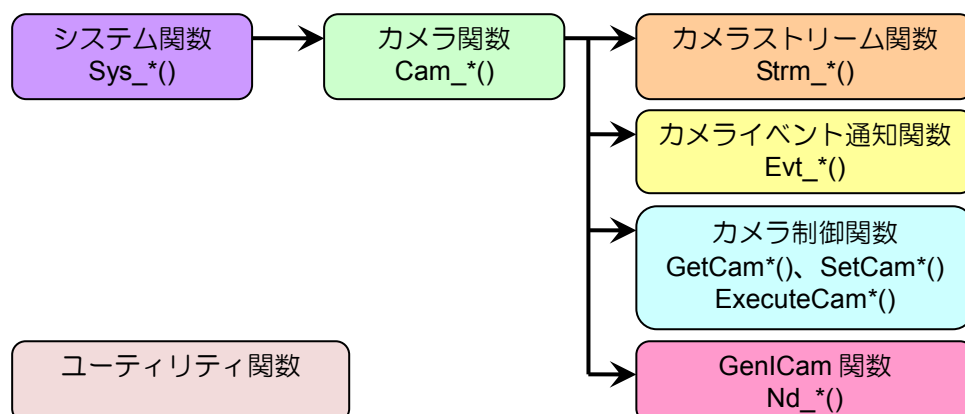 システム関数
Sys_*()
カメラ関数
Cam_*()
カメラストリーム関数
Strm_*()
カメライベント通知関数
Evt_*()
カメラ制御関数
GetCam*()、SetCam*()
ExecuteCam*()
ユーティリティ関数
GenICam 関数
Nd_*()